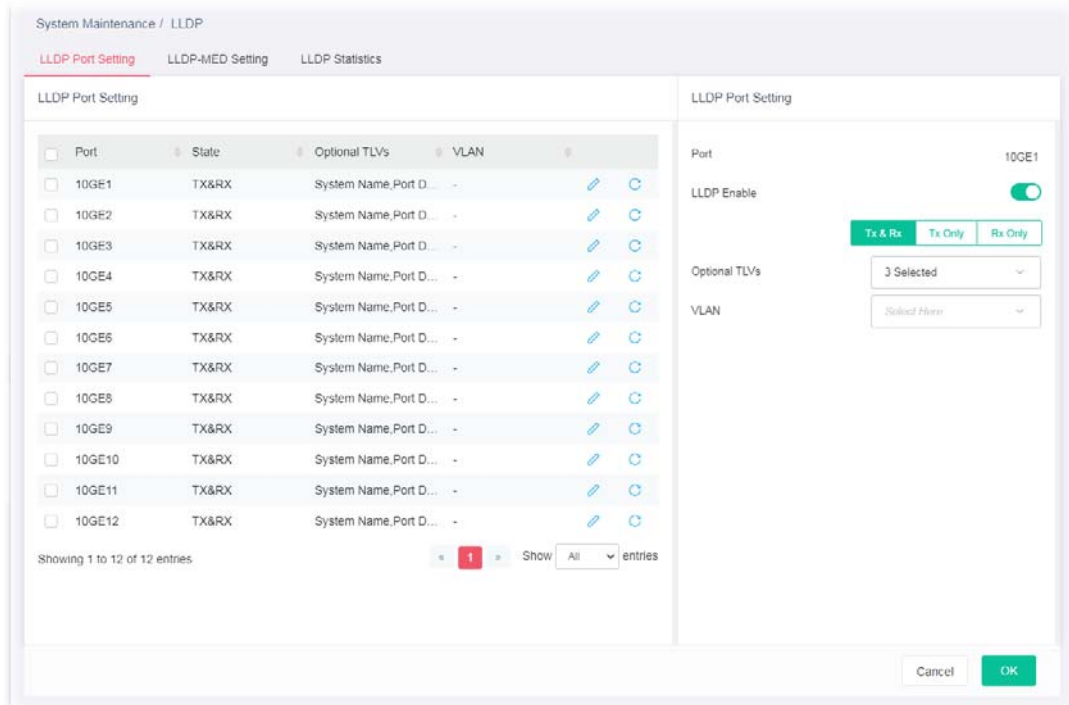 System Maintenance / LLDP
LLDP Port Setting LLDP-MED Setting LLDP Statistics
LLDP Port Setting
Port State Optional TLVs VLAN
10GE1 TX&RX System Name,Port D... -
10GE2 TX&RX System Name,Port D... -
10GE3 TX&RX System Name,Port D... -
10GE4 TX&RX System Name,Port D... -
10GE5 TX&RX System Name,Port D... -
10GE6 TX&RX System Name,Port D... -
10GE7 TX&RX System Name,Port D... -
10GE8 TX&RX System Name,Port D... -
10GE9 TX&RX System Name,Port D... -
10GE10 TX&RX System Name,Port D... -
10GE11 TX&RX System Name,Port D... -
10GE12 TX&RX System Name,Port D... -
Showing 1 to 12 of 12 entries « 1 » Show All entries
LLDP Port Setting
Port 10GE1
LLDP Enable
Tx & Rx Tx Only Rx Only
Optional TLVs 3 Selected
VLAN Select Here
Cancel OK